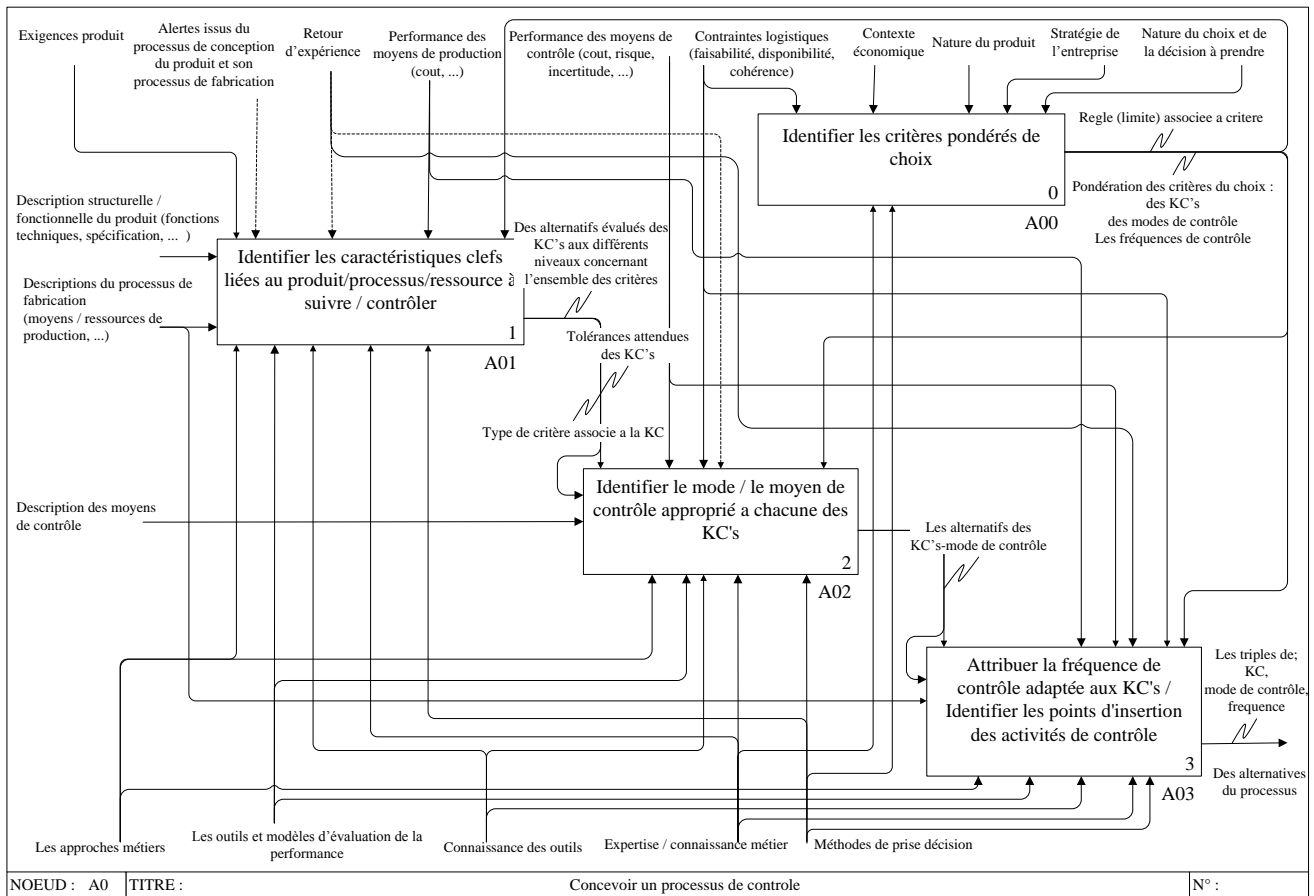 Exigences produit
Alertes issus du
processus de conception
du produit et son
processus de fabrication
Retour
d'expérience
Performance des
moyens de production
(cout, ...)
Performance des moyens de
contrôle (cout, risque,
incertitude, ...)
Contraintes logistiques
(faisabilité, disponibilité,
cohérence)
Contexte
économique
Nature du produit
Stratégie de
l'entreprise
Nature du choix et de
la décision à prendre
Identifier les critères pondérés de
choix
0
A00
Regle (limite) associee a critere
Pondération des critères du choix :
des KC's
des modes de contrôle
Les fréquences de contrôle
Description structurelle /
fonctionnelle du produit (fonctions
techniques, spécification, ... )
Descriptions du processus de
fabrication
(moyens / ressources de
production, ...)
Identifier les caractéristiques clefs
liées au produit/processus/ressource à
suivre / contrôler
1
A01
Des alternatifs évalués des
KC's aux différents
niveaux concernant
l'ensemble des critères
Tolérances attendues
des KC's
Type de critère associe a la KC
Description des moyens
de contrôle
Identifier le mode / le moyen de
contrôle approprié a chacune des
KC's
2
A02
Les alternatifs des
KC's-mode de contrôle
Attribuer la fréquence de
contrôle adaptée aux KC's /
Identifier les points d'insertion
des activités de contrôle
3
A03
Les triples de;
KC,
mode de contrôle,
frequence
Des alternatives
du processus
Les approches métiers
Les outils et modèles d'évaluation de la
performance
Connaissance des outils
Expertise / connaissance métier
Méthodes de prise décision
NOEUD : A0
TITRE :
Concevoir un processus de controle
N° :